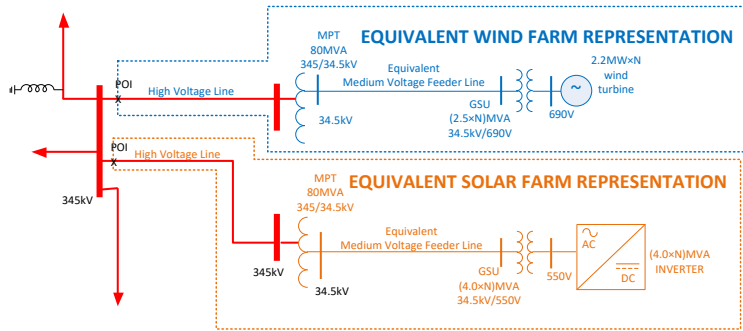 EQUIVALENT WIND FARM REPRESENTATION
MPT
80MVA
345/34.5kV
2.2MW×N
wind
turbine
POI
High Voltage Line
Equivalent
Medium Voltage Feeder Line
~
34.5kV
GSU
(2.5×N)MVA
34.5kV/690V
690V
POI
High Voltage Line
345kV
EQUIVALENT SOLAR FARM REPRESENTATION
MPT
80MVA
345/34.5kV
Equivalent
Medium Voltage Feeder Line
AC
DC
(4.0×N)MVA
INVERTER
345kV
34.5kV
GSU
(4.0×N)MVA
34.5kV/550V
550V